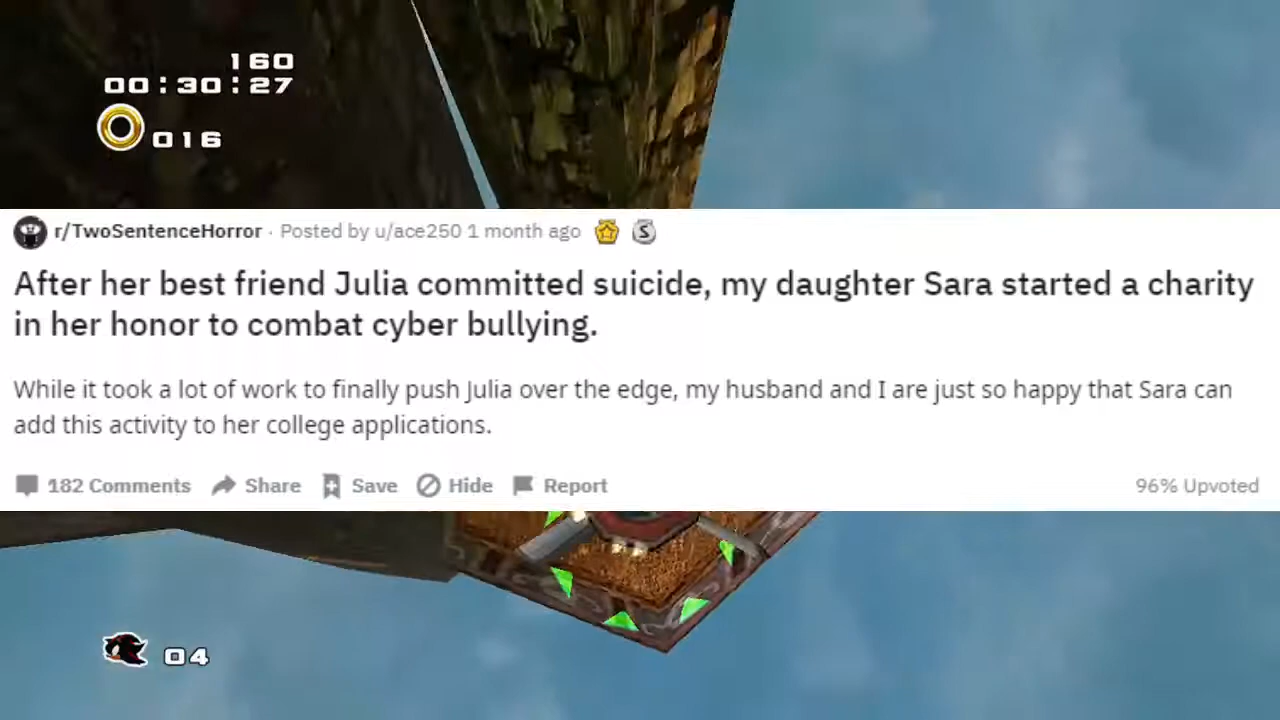 160
00:30:27
016
r/TwoSentenceHorror · Posted by u/ace250 1 month ago
After her best friend Julia committed suicide, my daughter Sara started a charity
in her honor to combat cyber bullying.
While it took a lot of work to finally push Julia over the edge, my husband and I are just so happy that Sara can
add this activity to her college applications.
182 Comments Share Save Hide Report 96% Upvoted
04